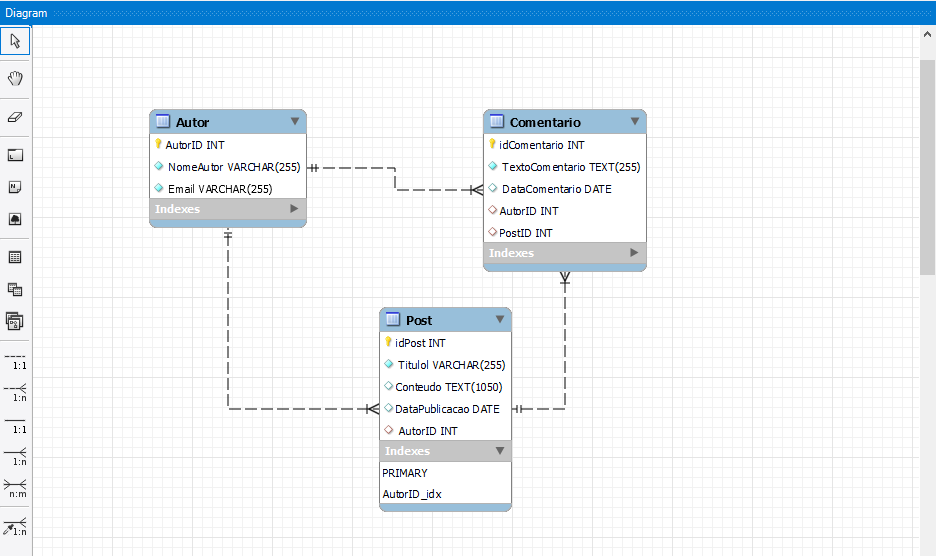 Diagram
Autor
AutorID INT
NomeAutor VARCHAR(255)
Email VARCHAR(255)
Indexes
Comentario
idComentario INT
TextoComentario TEXT(255)
DataComentario DATE
AutorID INT
PostID INT
Indexes
Post
idPost INT
Titulol VARCHAR(255)
Conteudo TEXT(1050)
DataPublicacao DATE
AutorID INT
Indexes
PRIMARY
AutorID_idx
1:1
1:n
1:1
1:n
n:m
1:n